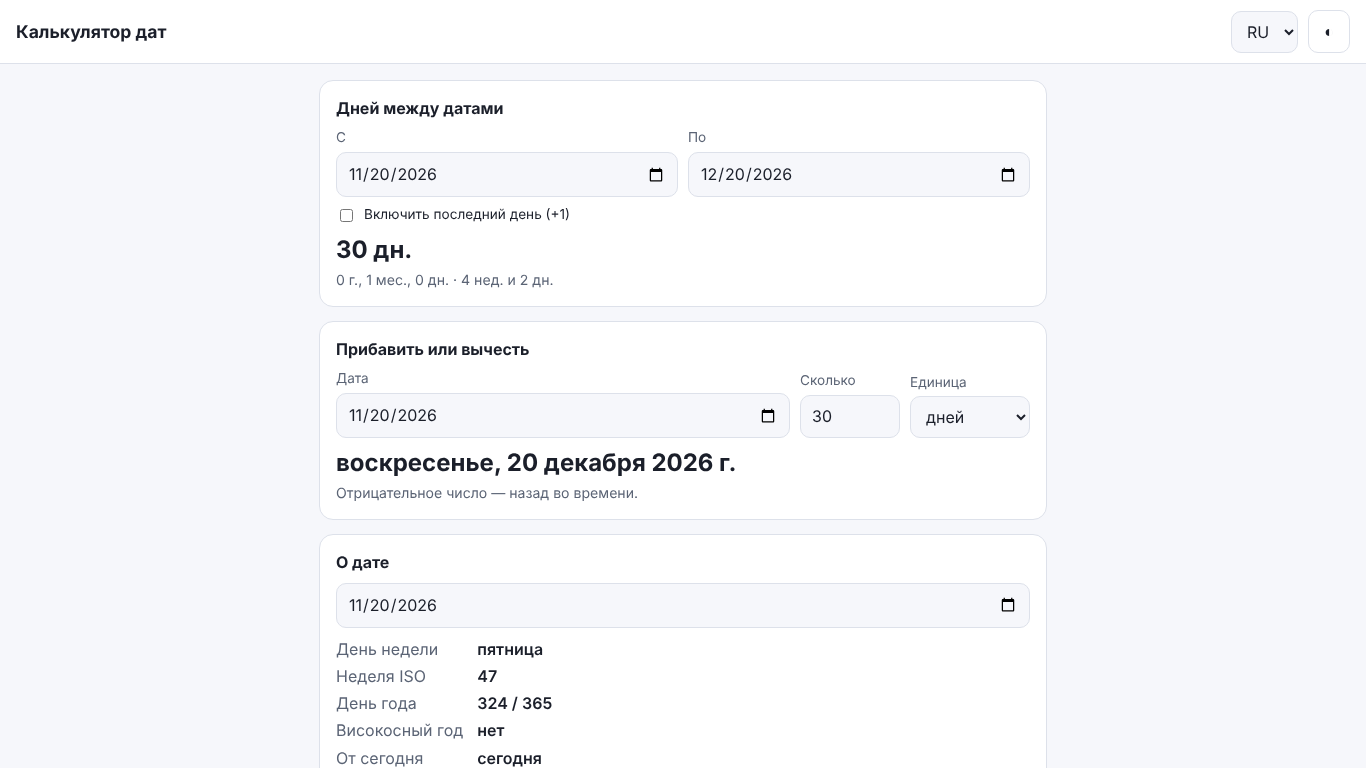 Калькулятор дат
RU
Дней между датами
С По
11/20/2026 12/20/2026
Включить последний день (+1)
30 дн.
0 г., 1 мес., 0 дн. · 4 нед. и 2 дн.
Прибавить или вычесть
Дата Сколько Единица
11/20/2026 30 дней
воскресенье, 20 декабря 2026 г.
Отрицательное число — назад во времени.
О дате
11/20/2026
День недели пятница
Неделя ISO 47
День года 324 / 365
Високосный год нет
От сегодня сегодня